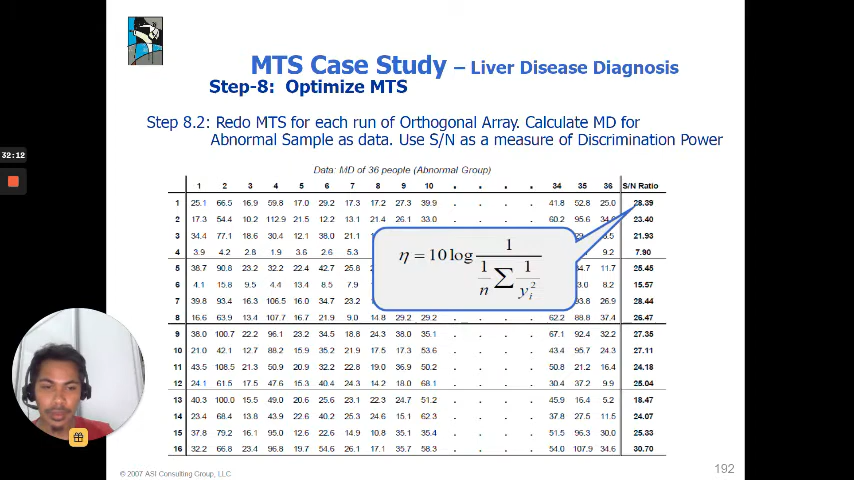 MTS Case Study – Liver Disease Diagnosis
Step-8: Optimize MTS
Step 8.2: Redo MTS for each run of Orthogonal Array. Calculate MD for
Abnormal Sample as data. Use S/N as a measure of Discrimination Power
32:12
Data: MD of 36 people (Abnormal Group)
1 2 3 4 5 6 7 8 9 10 . . . . 34 35 36 S/N Ratio
1 25.1 66.5 16.9 59.8 17.0 29.2 17.3 17.2 27.3 39.9 . . . . 41.8 52.8 25.0 28.39
2 17.3 54.4 10.2 112.9 21.5 12.2 13.1 21.4 26.1 33.0 . . . . 60.2 95.6 23.40
3 34.4 77.1 18.6 30.4 12.1 38.0 21.1 21.93
4 3.9 4.2 2.8 1.9 3.6 2.6 5.3 9.2 7.90
5 38.7 90.8 23.2 32.2 22.4 42.7 25.8 11.7 25.45
6 4.1 15.8 9.5 13.4 8.5 7.9 8.2 15.57
7 39.8 93.4 9.4 106.5 16.0 34.7 23.2 26.9 28.44
8 16.6 63.9 13.4 107.7 16.7 21.9 9.0 14.8 29.2 29.2 . . . . 62.2 88.8 37.4 26.47
η = 10 log 1 / (1/n ∑ 1/y_i²)
9 38.0 100.7 22.2 96.1 23.2 34.5 18.8 24.3 38.0 35.1 . . . . 67.1 92.4 32.2 27.35
10 21.0 42.1 12.7 88.2 15.9 35.2 21.9 17.5 17.3 53.6 . . . . 43.4 95.7 24.3 27.11
11 43.5 108.5 21.3 50.9 20.9 32.2 22.8 19.0 36.9 50.2 . . . . 50.8 21.2 16.4 24.18
12 24.1 61.5 17.5 47.6 15.3 40.4 24.3 14.2 18.0 68.1 . . . . 30.4 37.2 9.9 25.04
13 40.3 100.0 15.5 49.0 20.6 25.6 23.1 22.3 24.7 51.2 . . . . 45.9 16.4 5.2 18.47
14 23.4 68.4 13.8 43.9 22.6 40.2 25.3 24.6 15.1 62.3 . . . . 37.8 27.5 11.5 24.07
15 37.8 79.2 16.1 95.0 12.6 22.6 14.9 10.8 35.1 35.4 . . . . 51.5 96.3 30.0 25.33
16 32.2 66.8 23.4 96.8 19.7 54.6 26.1 17.1 35.7 58.3 . . . . 54.0 107.9 34.6 30.70
© 2007 ASI Consulting Group, LLC.
192